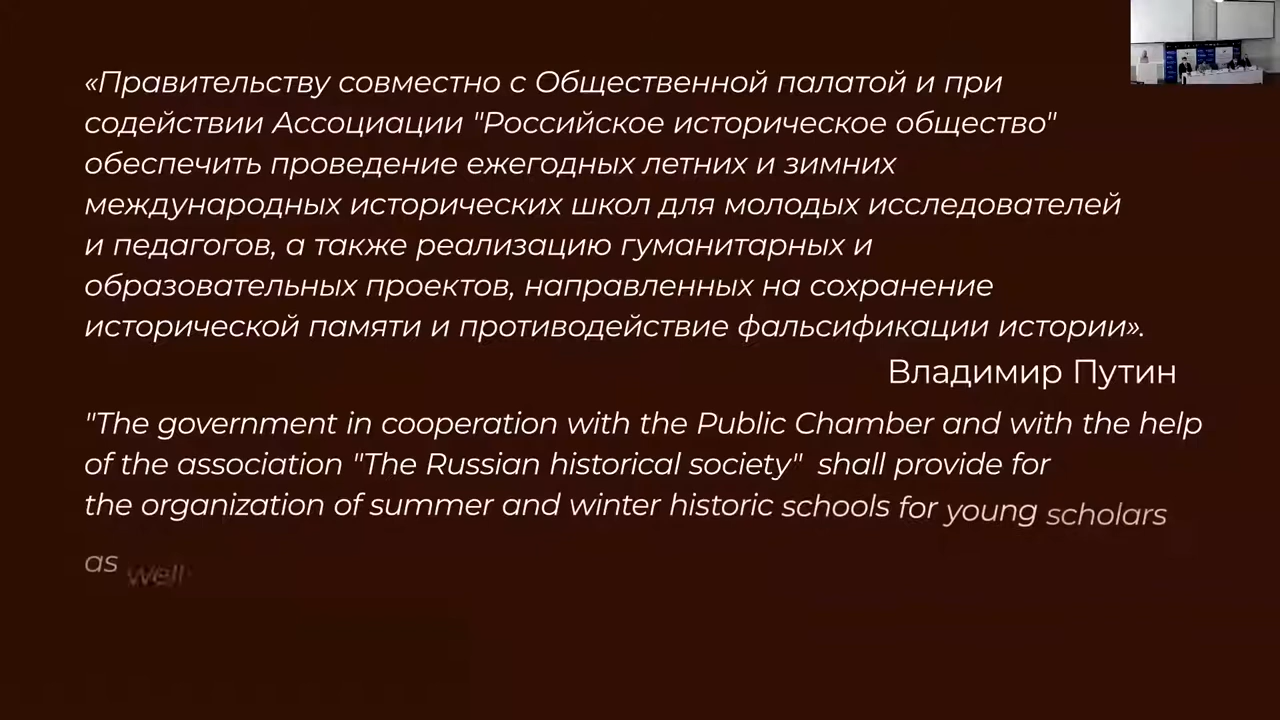 «Правительству совместно с Общественной палатой и при
содействии Ассоциации "Российское историческое общество"
обеспечить проведение ежегодных летних и зимних
международных исторических школ для молодых исследователей
и педагогов, а также реализацию гуманитарных и
образовательных проектов, направленных на сохранение
исторической памяти и противодействие фальсификации истории».
Владимир Путин
"The government in cooperation with the Public Chamber and with the help
of the association "The Russian historical society" shall provide for
the organization of summer and winter historic schools for young scholars
as well